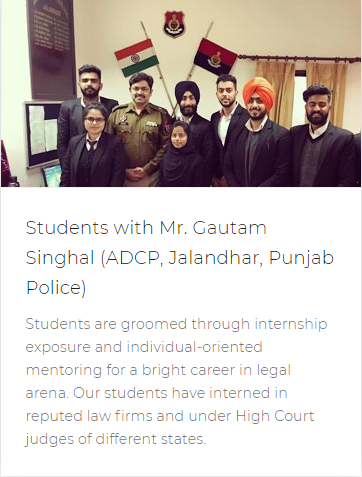 Students with Mr. Gautam
Singhal (ADCP, Jalandhar, Punjab
Police)
Students are groomed through internship
exposure and individual-oriented
mentoring for a bright career in legal
arena. Our students have interned in
reputed law firms and under High Court
judges of different states.